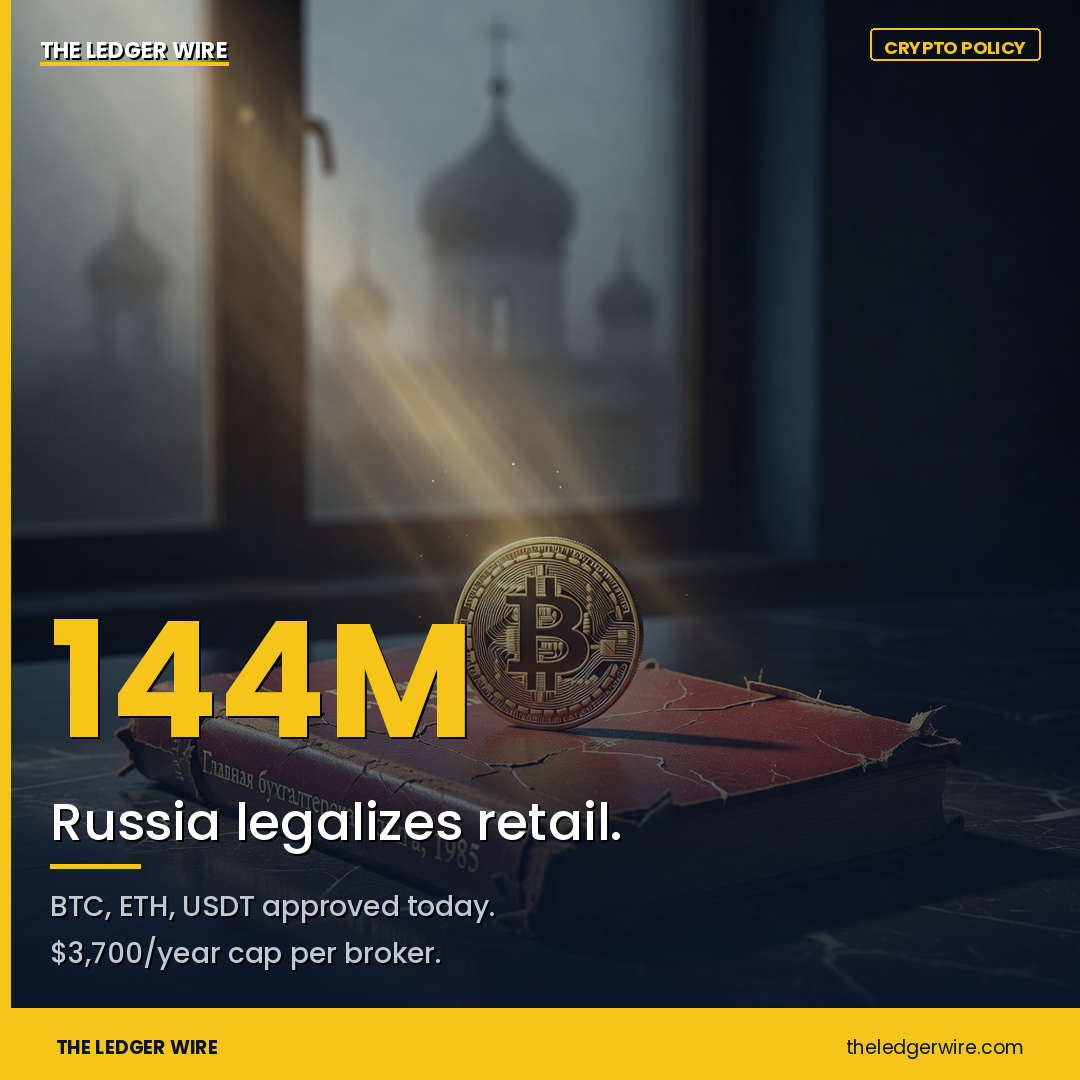 THE LEDGER WIRE
CRYPTO POLICY
144M
Главная бухгалтерская
1985
Russia legalizes retail.
BTC, ETH, USDT approved today.
$3,700/year cap per broker.
THE LEDGER WIRE
theledgerwire.com